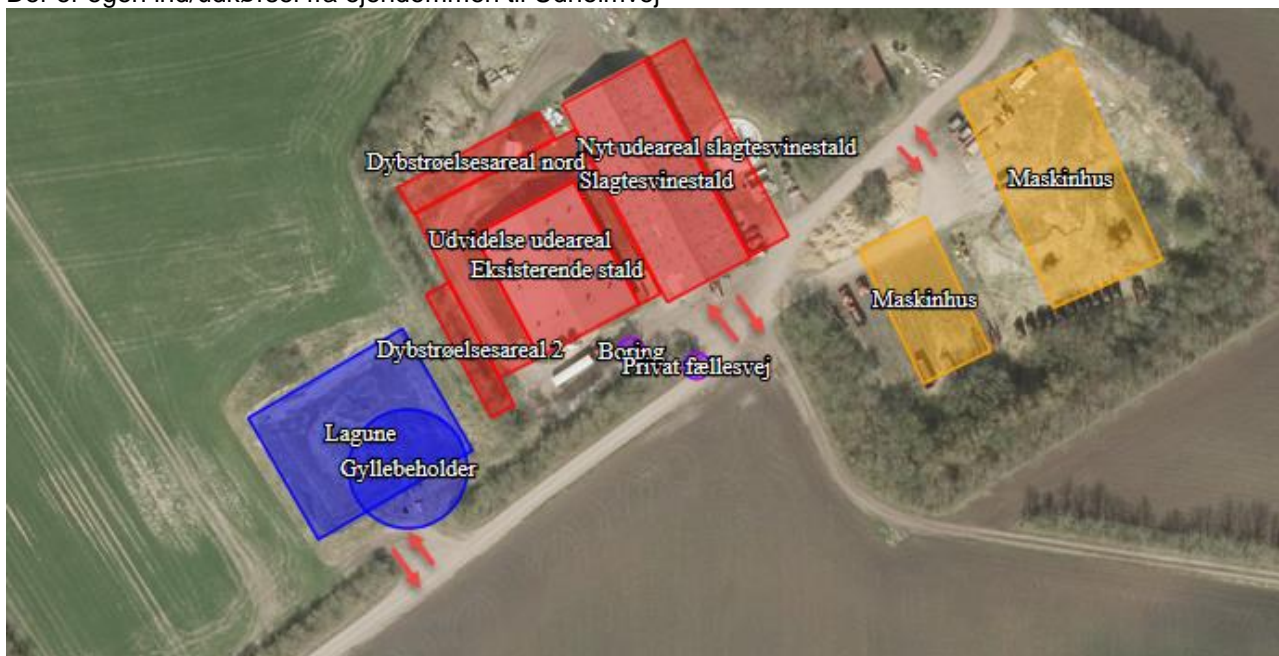 Der er egen ind/udkørsel fra ejendommen til Udholmvej
Nyt udeareal slagtesvinestald
Dybstrøelsesareal nord
Slagtesvinestald
Maskinhus
Udvidelse udeareal
Eksisterende stald
Maskinhus
Dybstrøelsesareal 2
Boring
Privat fællesvej
Lagune
Gyllebeholder